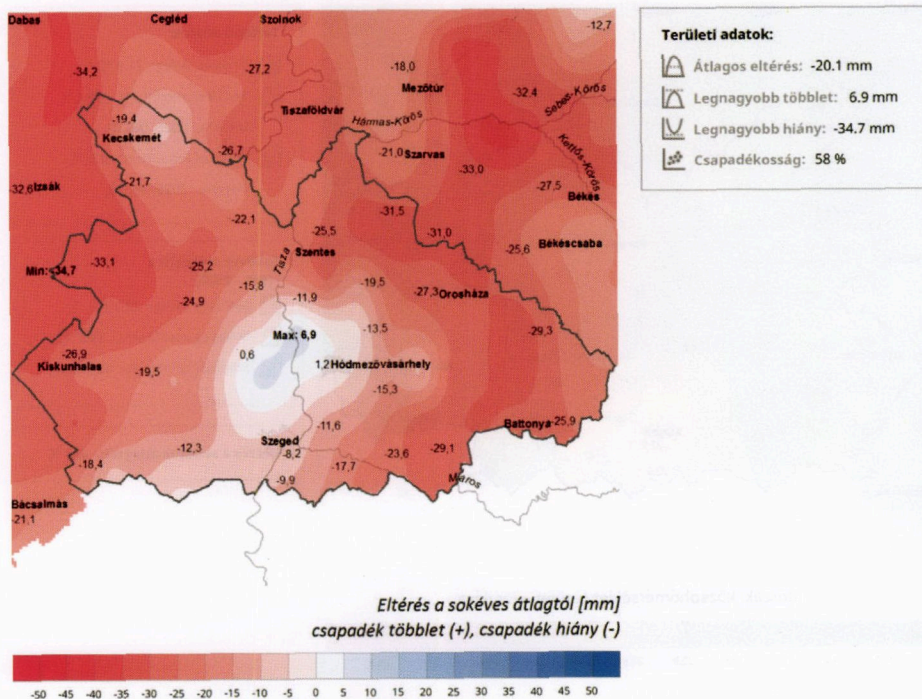 Dabas Cegléd Szolnok
-12,7
-34,2 -27,2 -18,0
Mezőtúr -32,4 Sebes-Körös
Tiszaföldvár
-19,4 Hármas-Körös
Kecskemét Kettős-Körös
-26,7 -21,0 Szarvas
-33,0
-32,6 Izsák -21,7 -27,5
Békés
-22,1 -31,5
-25,5 -31,0
Szentes -25,6 Békéscsaba
Tisza
Min: -34,7 -33,1 -25,2
-15,8 -19,5
-24,9 -11,9 -27,3 Orosháza
Max: 6,9 -13,5 -29,3
-26,9 0,6
Kiskunhalas 1,2 Hódmezővásárhely
-19,5
-15,3
-11,6 Battonya -25,9
Szeged
-12,3 -8,2 -23,6 -29,1
-18,4 -17,7
-9,9 Maros
Bácsalmás
-21,1
Területi adatok:
Átlagos eltérés: -20.1 mm
Legnagyobb többlet: 6.9 mm
Legnagyobb hiány: -34.7 mm
Csapadékosság: 58 %
Eltérés a sokéves átlagtól [mm]
csapadék többlet (+), csapadék hiány (-)
-50 -45 -40 -35 -30 -25 -20 -15 -10 -5 0 5 10 15 20 25 30 35 40 45 50